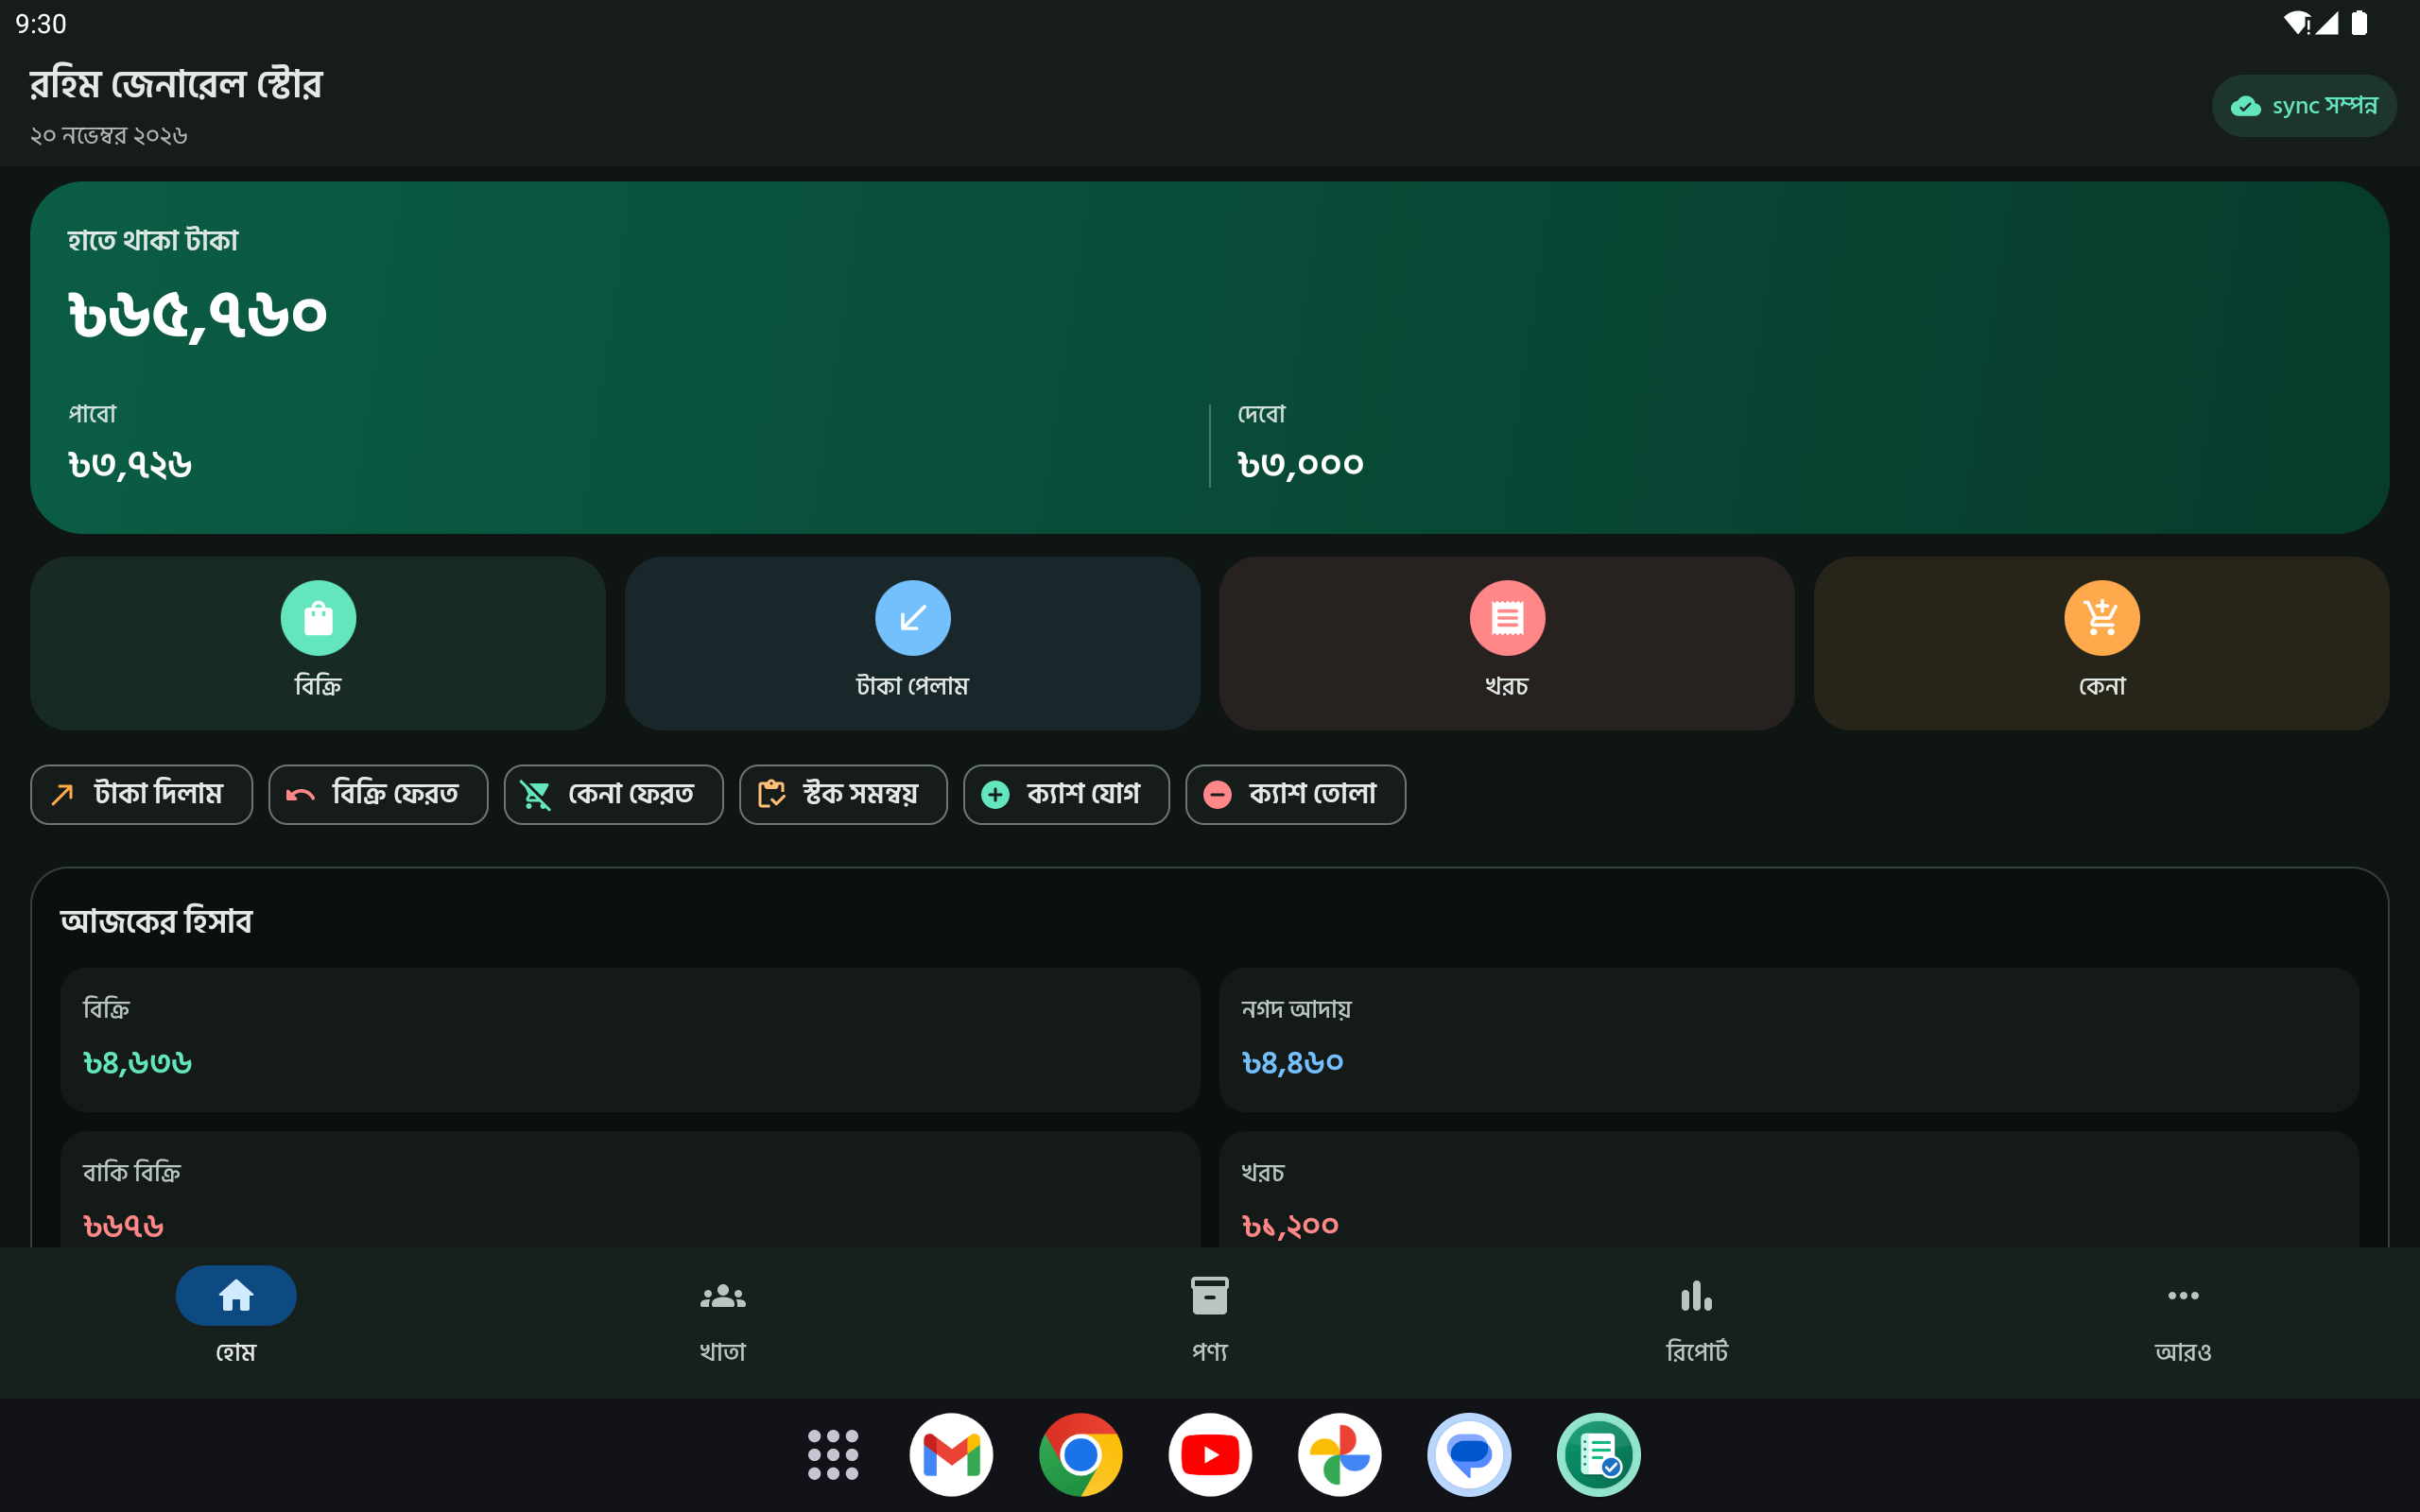 9:30
রহিম জেনারেল স্টোর
২০ নভেম্বর ২০২৬
sync সম্পন্ন
হাতে থাকা টাকা
৳৬৫,৭৬০
পাবো
দেবো
৳৩,৭২৬
৳৩,০০০
বিক্রি
টাকা পেলাম
খরচ
কেনা
টাকা দিলাম
বিক্রি ফেরত
কেনা ফেরত
স্টক সমন্বয়
ক্যাশ যোগ
ক্যাশ তোলা
আজকের হিসাব
বিক্রি
নগদ আদায়
৳৪,৬৩৬
৳৪,৪৬০
বাকি বিক্রি
খরচ
৳৬৭৬
৳১,২০০
হোম
খাতা
পণ্য
রিপোর্ট
আরও